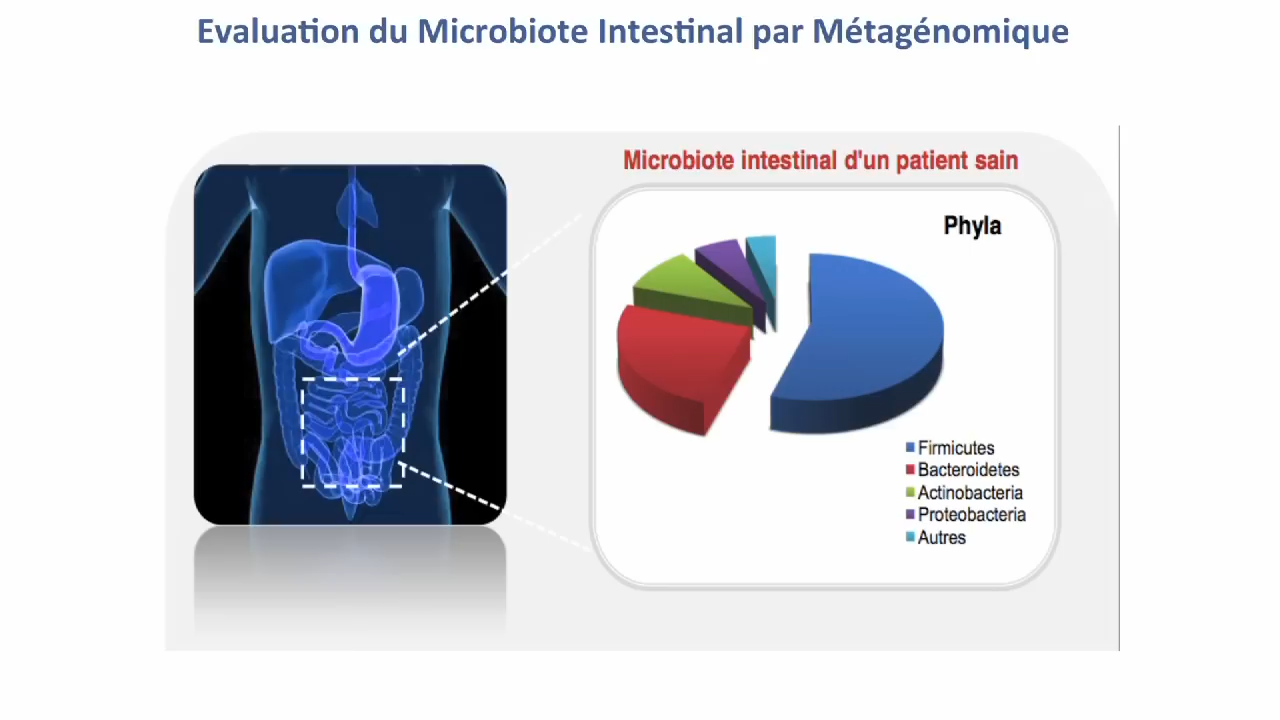 Evaluation du Microbiote Intestinal par Métagénomique
Microbiote intestinal d'un patient sain
Phyla
Firmicutes
Bacteroidetes
Actinobacteria
Proteobacteria
Autres